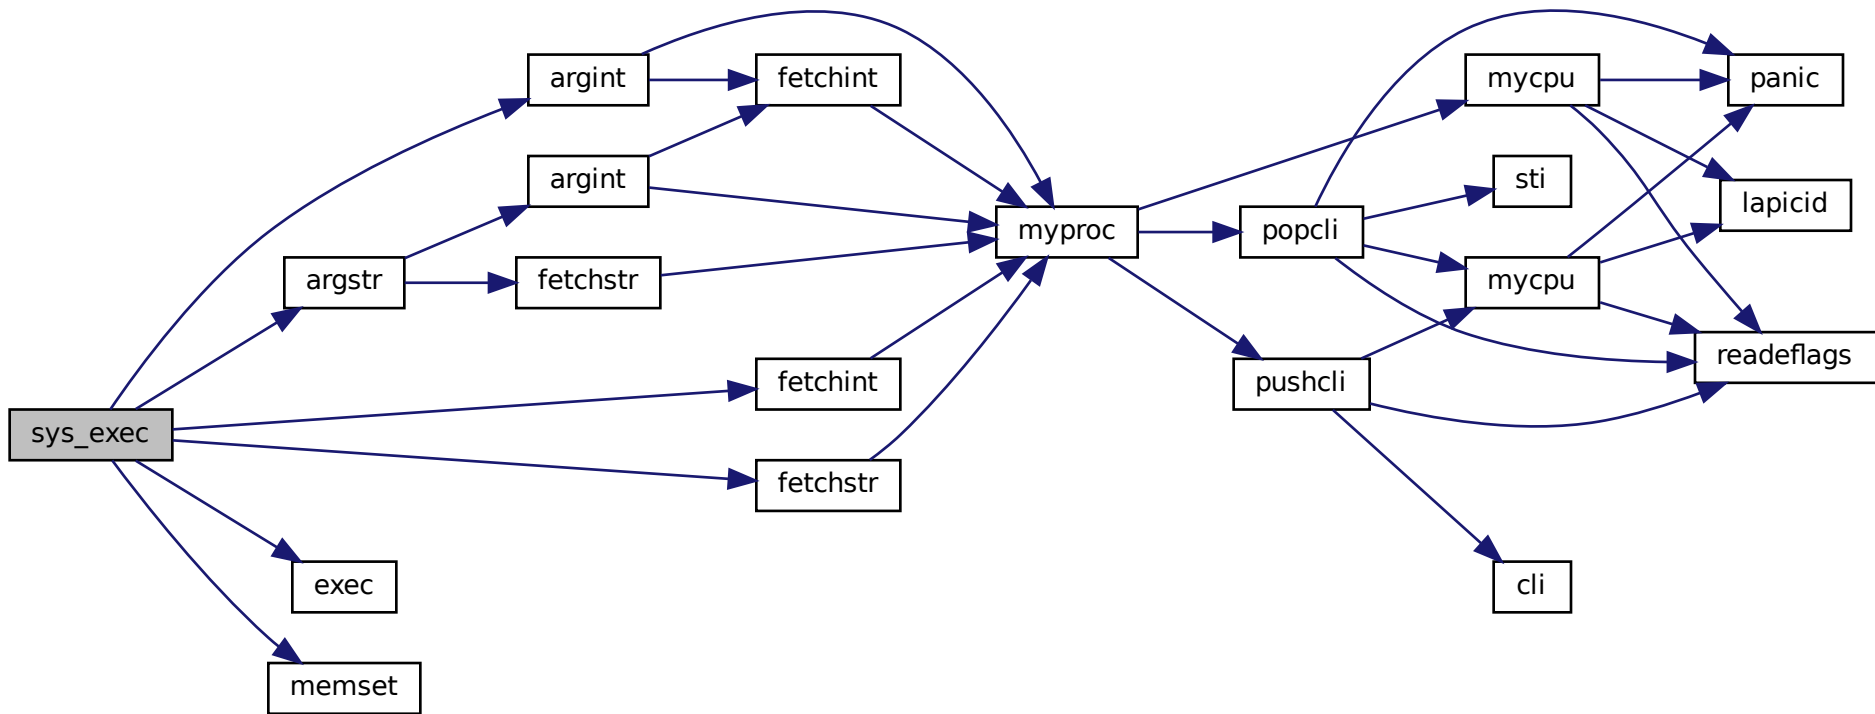 argint
fetchint
mycpu
panic
argint
sti
lapicid
myproc
popcli
argstr
fetchstr
mycpu
readeflags
fetchint
pushcli
sys_exec
fetchstr
exec
cli
memset